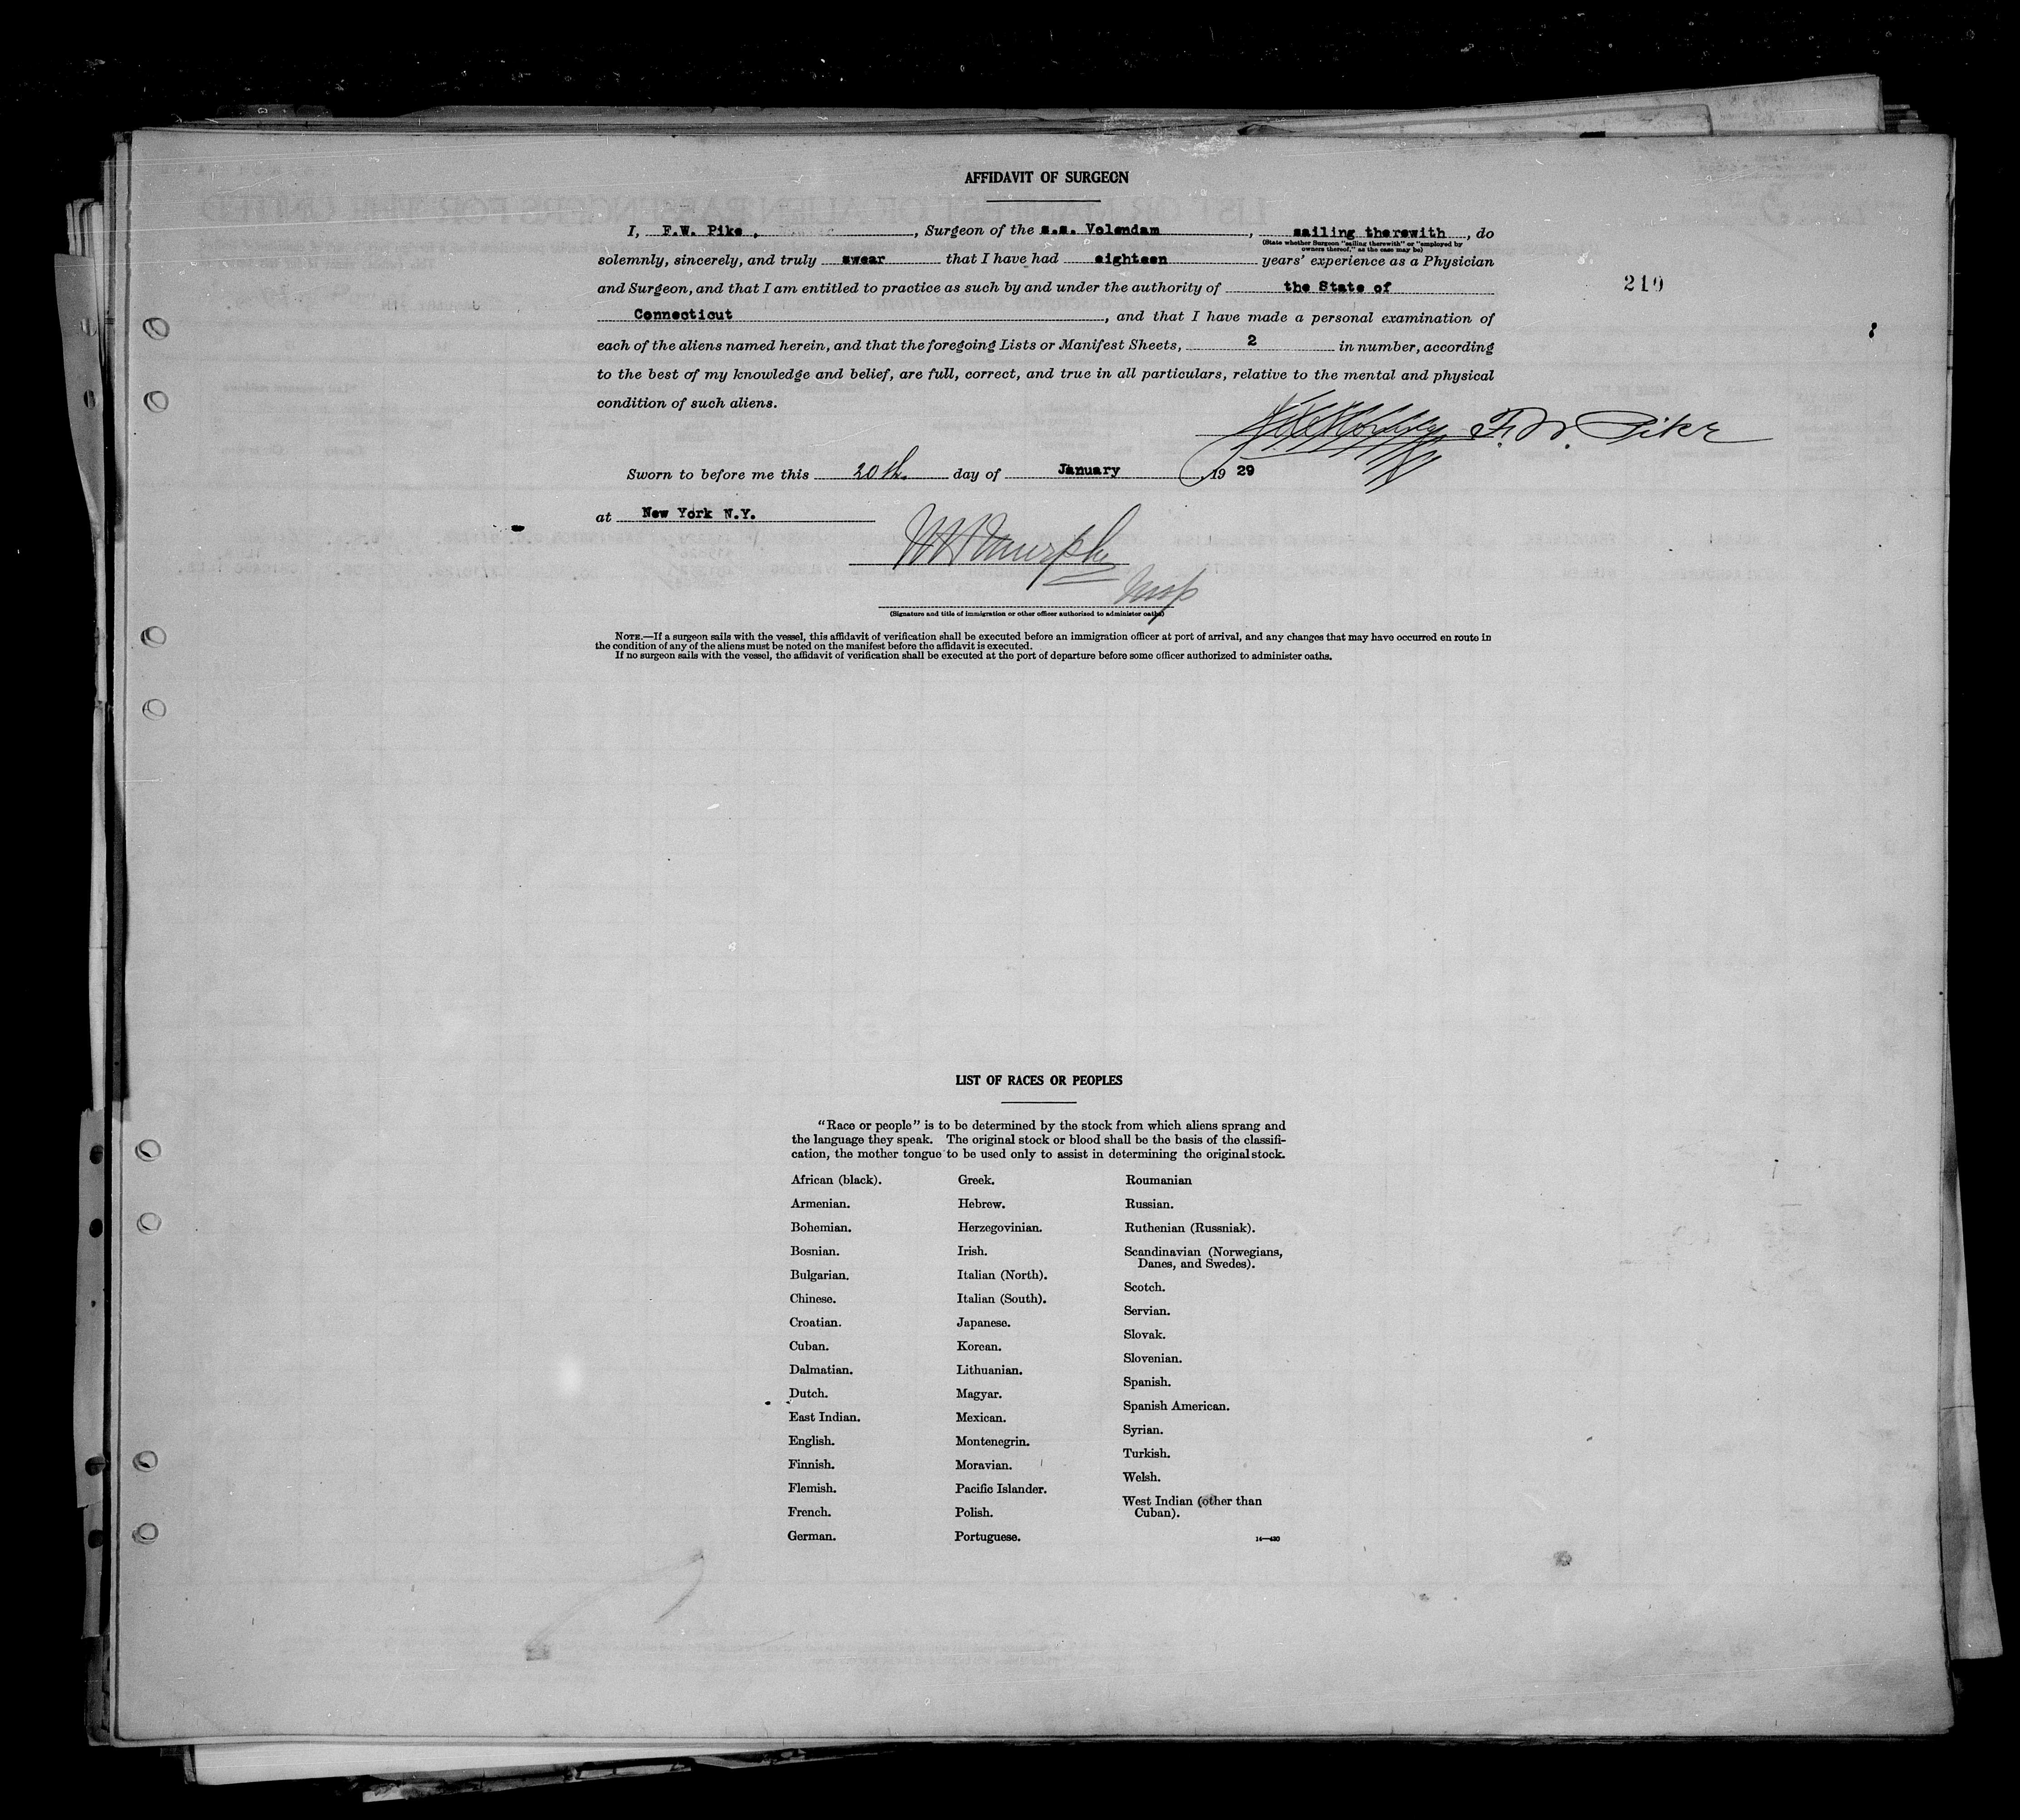 AFFIDAVIT OF SURGEON
I, F.W. Pike , , Surgeon of the s.s. Volendam , sailing therewith , do
(State whether Surgeon "sailing therewith" or "employed by
owners thereof," as the case may be)
solemnly, sincerely, and truly swear that I have had eighteen years' experience as a Physician
and Surgeon, and that I am entitled to practice as such by and under the authority of the State of
Connecticut , and that I have made a personal examination of
each of the aliens named herein, and that the foregoing Lists or Manifest Sheets, 2 in number, according
to the best of my knowledge and belief, are full, correct, and true in all particulars, relative to the mental and physical
condition of such aliens.
210
F. W. Pike
Sworn to before me this 20th. day of January , 19 29
at New York N.Y.
Murphy
Insp
(Signature and title of immigration or other officer authorized to administer oaths)
NOTE.—If a surgeon sails with the vessel, this affidavit of verification shall be executed before an immigration officer at port of arrival, and any changes that may have occurred en route in
the condition of any of the aliens must be noted on the manifest before the affidavit is executed.
If no surgeon sails with the vessel, the affidavit of verification shall be executed at the port of departure before some officer authorized to administer oaths.
LIST OF RACES OR PEOPLES
"Race or people" is to be determined by the stock from which aliens sprang and
the language they speak. The original stock or blood shall be the basis of the classifi-
cation, the mother tongue to be used only to assist in determining the original stock.
African (black).
Armenian.
Bohemian.
Bosnian.
Bulgarian.
Chinese.
Croatian.
Cuban.
Dalmatian.
Dutch.
East Indian.
English.
Finnish.
Flemish.
French.
German.
Greek.
Hebrew.
Herzegovinian.
Irish.
Italian (North).
Italian (South).
Japanese.
Korean.
Lithuanian.
Magyar.
Mexican.
Montenegrin.
Moravian.
Pacific Islander.
Polish.
Portuguese.
Roumanian
Russian.
Ruthenian (Russniak).
Scandinavian (Norwegians,
Danes, and Swedes).
Scotch.
Servian.
Slovak.
Slovenian.
Spanish.
Spanish American.
Syrian.
Turkish.
Welsh.
West Indian (other than
Cuban).